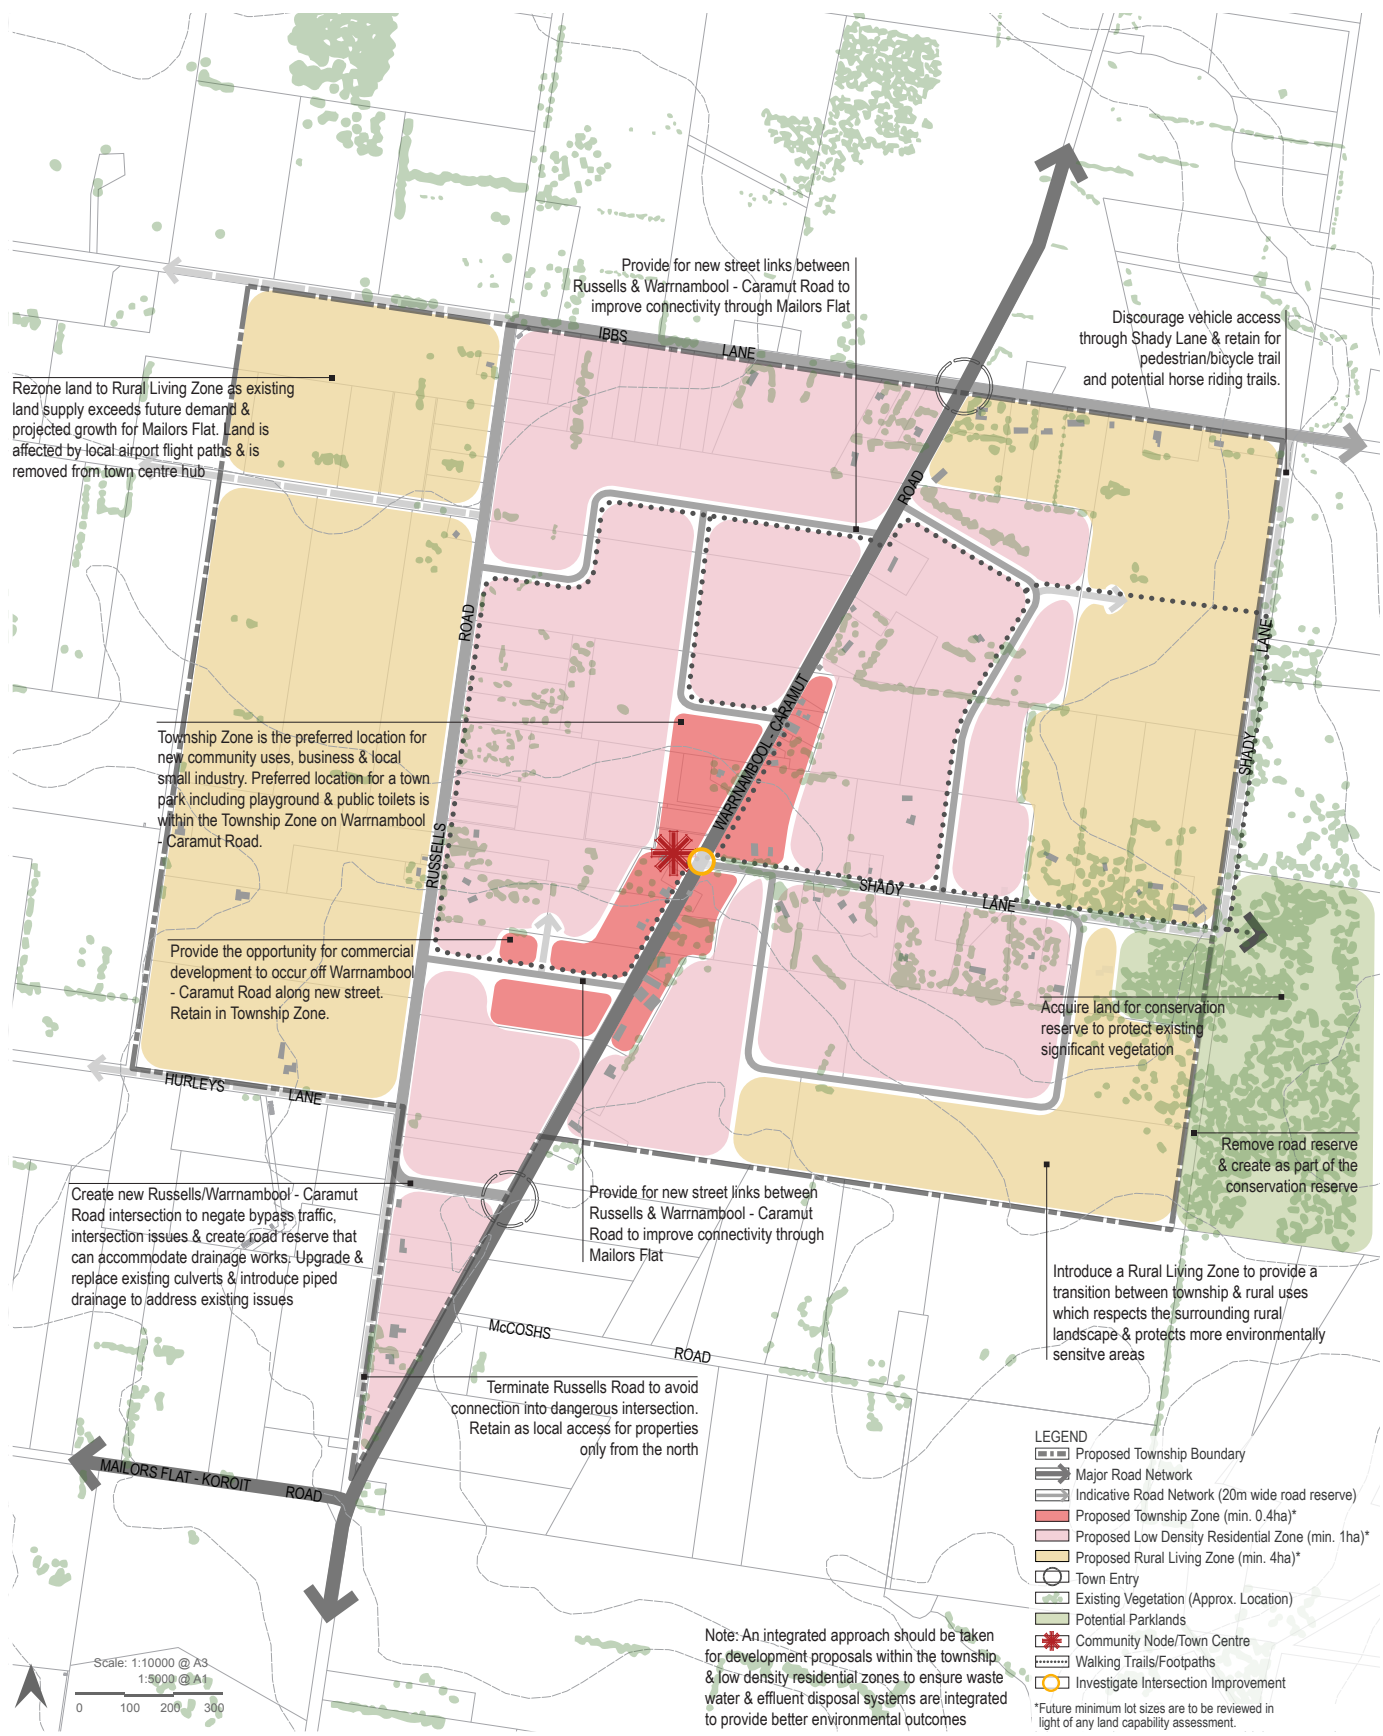 Provide for new street links between
Russells & Warrnambool - Caramut Road to
improve connectivity through Mailors Flat
Discourage vehicle access
through Shady Lane & retain for
pedestrian/bicycle trail
and potential horse riding trails.
IBBS
LANE
Rezone land to Rural Living Zone as existing
land supply exceeds future demand &
projected growth for Mailors Flat. Land is
affected by local airport flight paths & is
removed from town centre hub
ROAD
ROAD
LANE
SHADY
WARRNAMBOOL - CARAMUT
Township Zone is the preferred location for
new community uses, business & local
small industry. Preferred location for a town
park including playground & public toilets is
within the Township Zone on Warrnambool
- Caramut Road.
RUSSELLS
SHADY
LANE
Provide the opportunity for commercial
development to occur off Warrnambool
- Caramut Road along new street.
Retain in Township Zone.
Acquire land for conservation
reserve to protect existing
significant vegetation
HURLEYS
LANE
Remove road reserve
& create as part of the
conservation reserve
Create new Russells/Warrnambool - Caramut
Road intersection to negate bypass traffic,
intersection issues & create road reserve that
can accommodate drainage works. Upgrade &
replace existing culverts & introduce piped
drainage to address existing issues
Provide for new street links between
Russells & Warrnambool - Caramut
Road to improve connectivity through
Mailors Flat
Introduce a Rural Living Zone to provide a
transition between township & rural uses
which respects the surrounding rural
landscape & protects more environmentally
sensitve areas
McCOSHS
ROAD
Terminate Russells Road to avoid
connection into dangerous intersection.
Retain as local access for properties
only from the north
MAILORS FLAT - KOROIT
ROAD
LEGEND
Proposed Township Boundary
Major Road Network
Indicative Road Network (20m wide road reserve)
Proposed Township Zone (min. 0.4ha)*
Proposed Low Density Residential Zone (min. 1ha)*
Proposed Rural Living Zone (min. 4ha)*
Town Entry
Existing Vegetation (Approx. Location)
Potential Parklands
Community Node/Town Centre
Walking Trails/Footpaths
Investigate Intersection Improvement
*Future minimum lot sizes are to be reviewed in
light of any land capability assessment.
Note: An integrated approach should be taken
for development proposals within the township
& low density residential zones to ensure waste
water & effluent disposal systems are integrated
to provide better environmental outcomes
Scale: 1:10000 @ A3
1:5000 @ A1
0 100 200 300